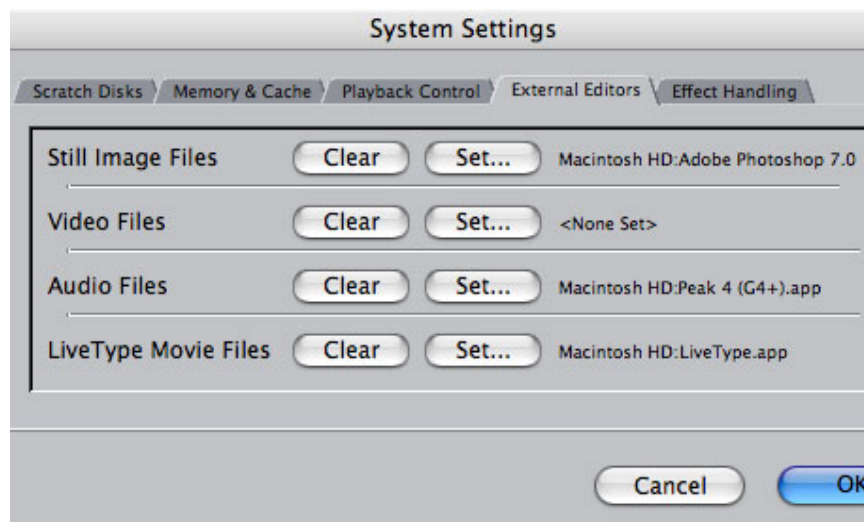 System Settings
Scratch Disks Memory & Cache Playback Control External Editors Effect Handling
Still Image Files Clear Set... Macintosh HD:Adobe Photoshop 7.0
Video Files Clear Set... <None Set>
Audio Files Clear Set... Macintosh HD:Peak 4 (G4+).app
LiveType Movie Files Clear Set... Macintosh HD:LiveType.app
Cancel OK